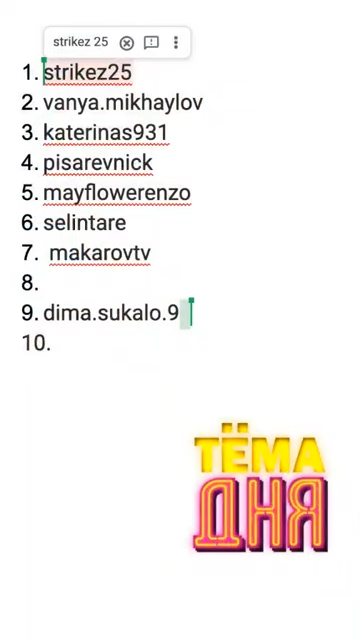 strikez 25
1. strikez25
2. vanya.mikhaylov
3. katerinas931
4. pisarevnick
5. mayflowerenzo
6. selintare
7. makarovtv
8.
9. dima.sukalo.9
10.
ТЁМА
ДНЯ